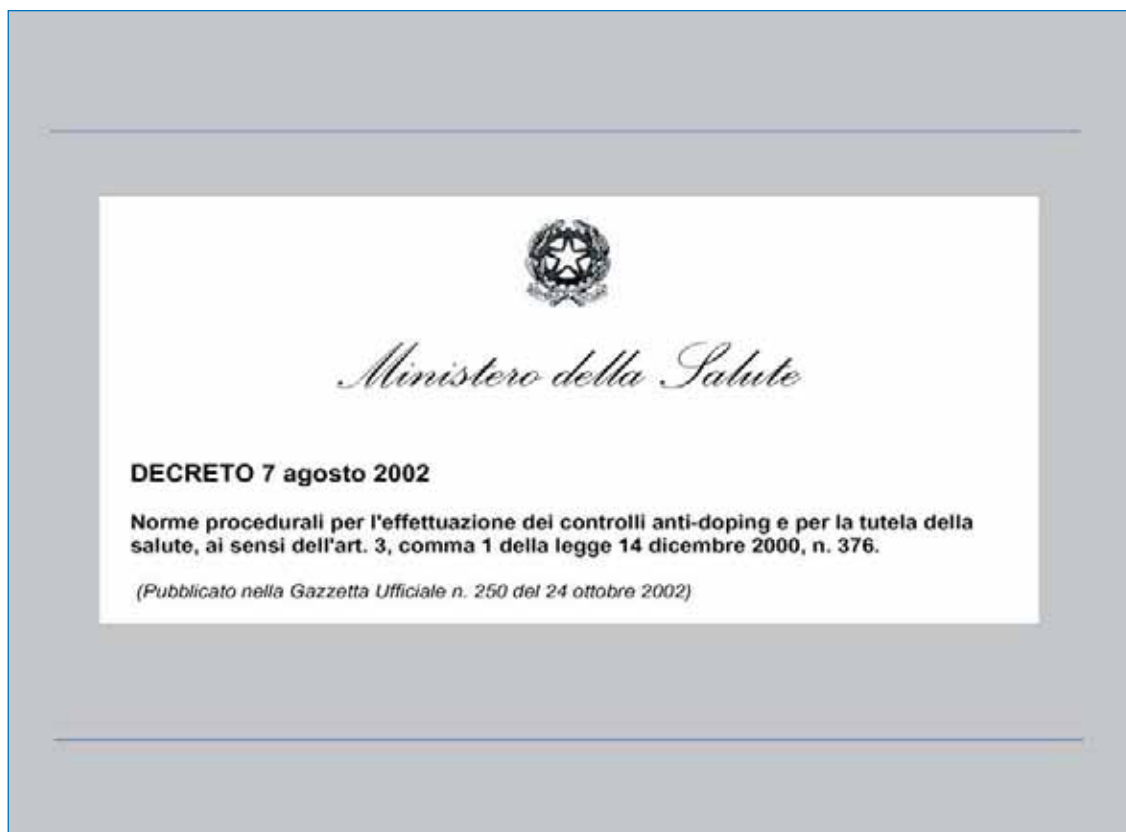 Ministero della Salute
DECRETO 7 agosto 2002
Norme procedurali per l'effettuazione dei controlli anti-doping e per la tutela della
salute, ai sensi dell'art. 3, comma 1 della legge 14 dicembre 2000, n. 376.
(Pubblicato nella Gazzetta Ufficiale n. 250 del 24 ottobre 2002)